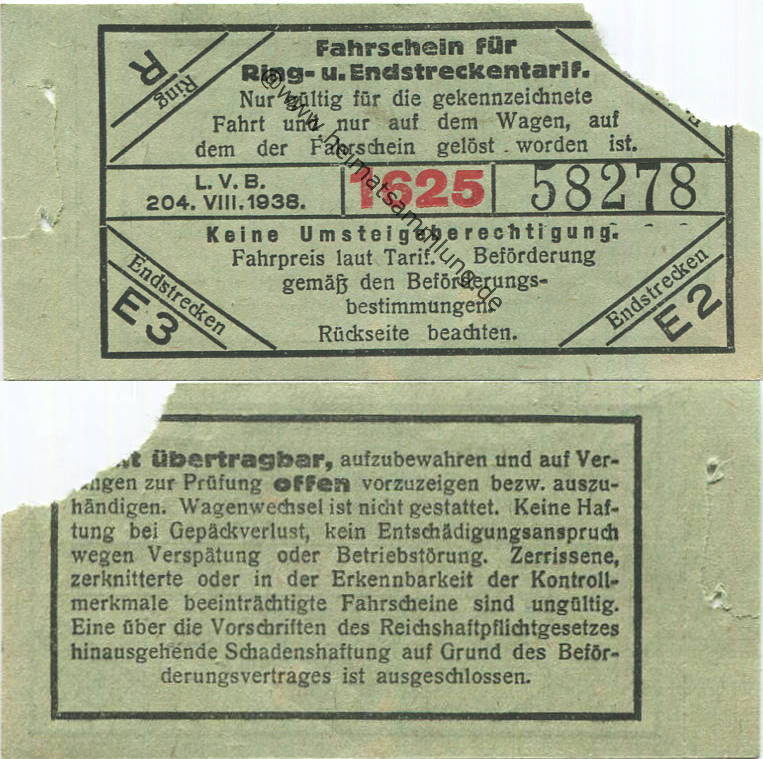 Fahrschein für
Ring- u. Endstreckentarif.
R
Ring
Nur gültig für die gekennzeichnete
Fahrt und nur auf dem Wagen, auf
dem der Fahrschein gelöst worden ist.
L. V. B.
204. VIII. 1938.
1625
58278
Keine Umsteigeberechtigung.
Fahrpreis laut Tarif. Beförderung
gemäß den Beförderungs-
bestimmungen.
Rückseite beachten.
Endstrecken
E3
Endstrecken
E2
@www.heimatsammlung.de
übertragbar, aufzubewahren und auf Ver-
zur Prüfung offen vorzuzeigen bezw. auszu-
händigen. Wagenwechsel ist nicht gestattet. Keine Haf-
tung bei Gepäckverlust, kein Entschädigungsanspruch
wegen Verspätung oder Betriebstörung. Zerrissene,
zerknitterte oder in der Erkennbarkeit der Kontroll-
merkmale beeinträchtigte Fahrscheine sind ungültig.
Eine über die Vorschriften des Reichshaftpflichtgesetzes
hinausgehende Schadenshaftung auf Grund des Beför-
derungsvertrages ist ausgeschlossen.